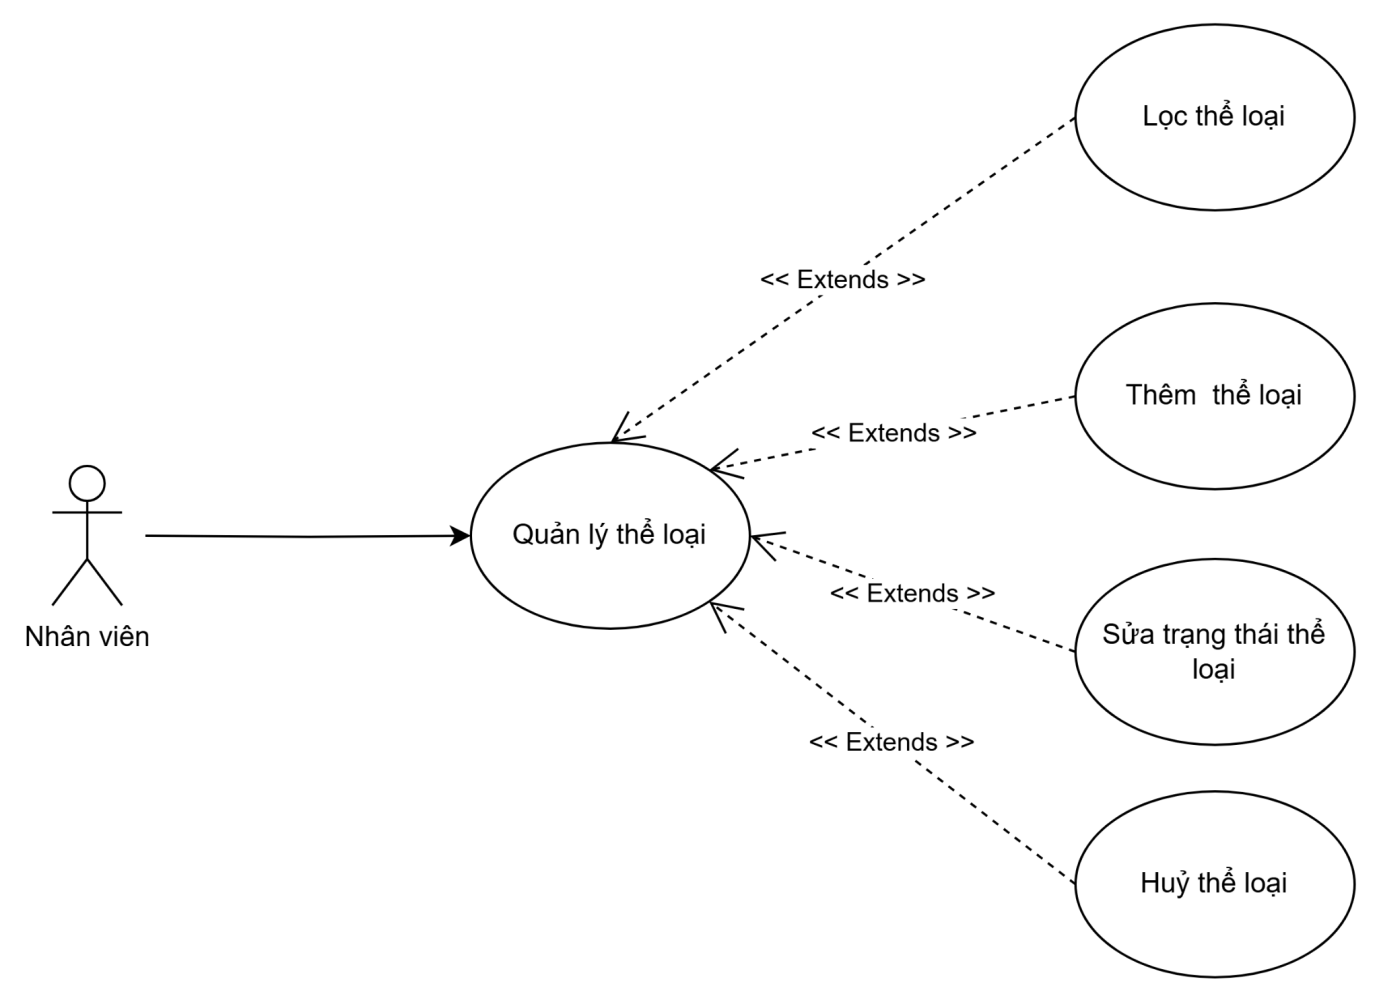 Lọc thể loại
<< Extends >>
Thêm  thể loại
<< Extends >>
Quản lý thể loại
<< Extends >>
Nhân viên
Sửa trạng thái thể
loại
<< Extends >>
Huỷ thể loại